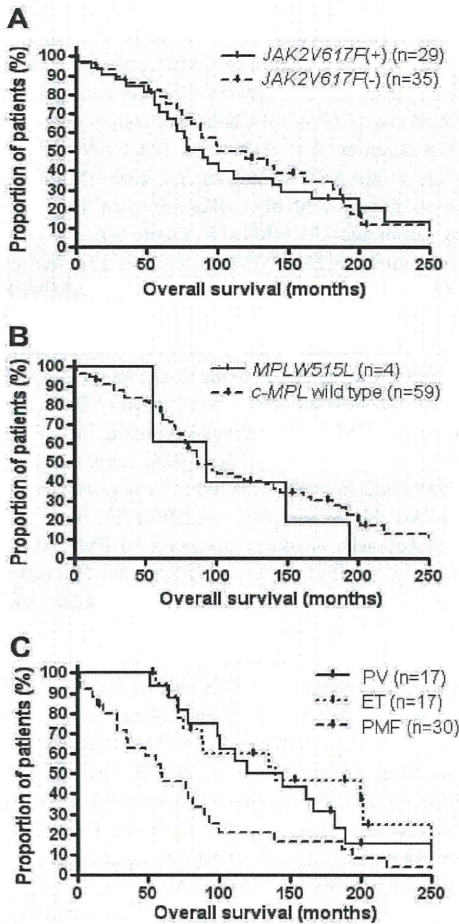 A
Proportion of patients (%)
100
90
80
70
60
50
40
30
20
10
0
JAK2V617F(+) (n=29)
JAK2V617F(-) (n=35)
0 50 100 150 200 250
Overall survival (months)
B
Proportion of patients (%)
100
90
80
70
60
50
40
30
20
10
0
MPLW515L (n=4)
c-MPL wild type (n=59)
0 50 100 150 200 250
Overall survival (months)
C
Proportion of patients (%)
100
90
80
70
60
50
40
30
20
10
0
PV (n=17)
ET (n=17)
PMF (n=30)
0 50 100 150 200 250
Overall survival (months)